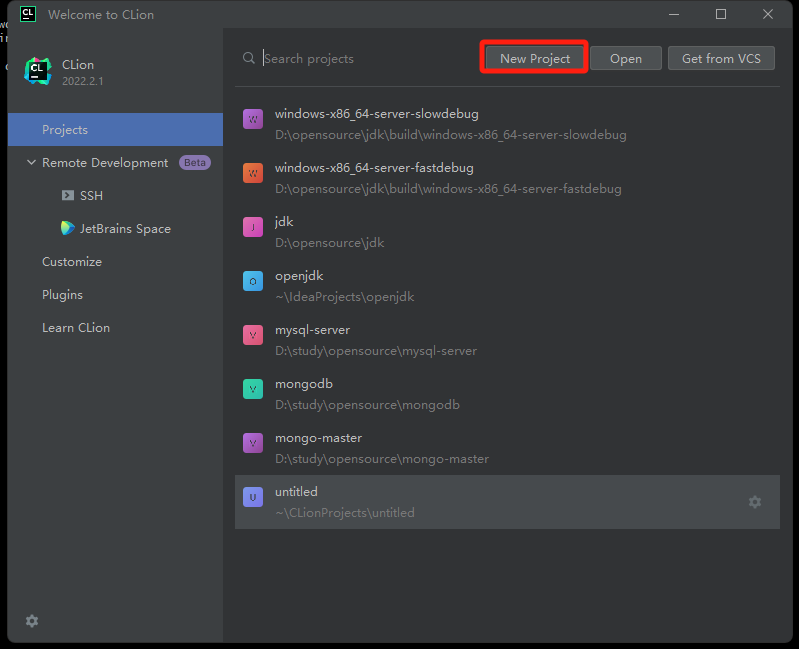 CL Welcome to CLion
CL
CLion
2022.2.1
Search projects
New Project
Open
Get from VCS
Projects
Remote Development Beta
SSH
JetBrains Space
Customize
Plugins
Learn CLion
W windows-x86_64-server-slowdebug
D:\opensource\jdk\build\windows-x86_64-server-slowdebug
W windows-x86_64-server-fastdebug
D:\opensource\jdk\build\windows-x86_64-server-fastdebug
J jdk
D:\opensource\jdk
O openjdk
~\IdeaProjects\openjdk
V mysql-server
D:\study\opensource\mysql-server
V mongodb
D:\study\opensource\mongodb
V mongo-master
D:\study\opensource\mongo-master
U untitled
~\CLionProjects\untitled